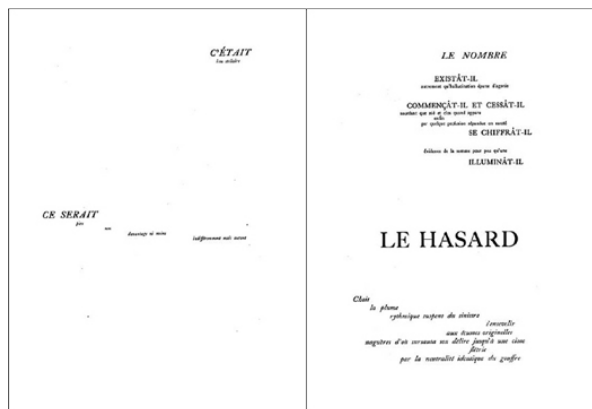 C'ÉTAIT
issu stellaire
CE SERAIT
pire
non
davantage ni moins
indifféremment mais autant
LE NOMBRE
EXISTÂT-IL
autrement qu'hallucination éparse d'agonie
COMMENÇÂT-IL ET CESSÂT-IL
sourdant que nié et clos quand apparu
enfin
par quelque profusion répandue en rareté
SE CHIFFRÂT-IL
évidence de la somme pour peu qu'une
ILLUMINÂT-IL
LE HASARD
Choit
la plume
rythmique suspens du sinistre
s'ensevelir
aux écumes originelles
naguères d'où sursauta son délire jusqu'à une cime
flétrie
par la neutralité identique du gouffre